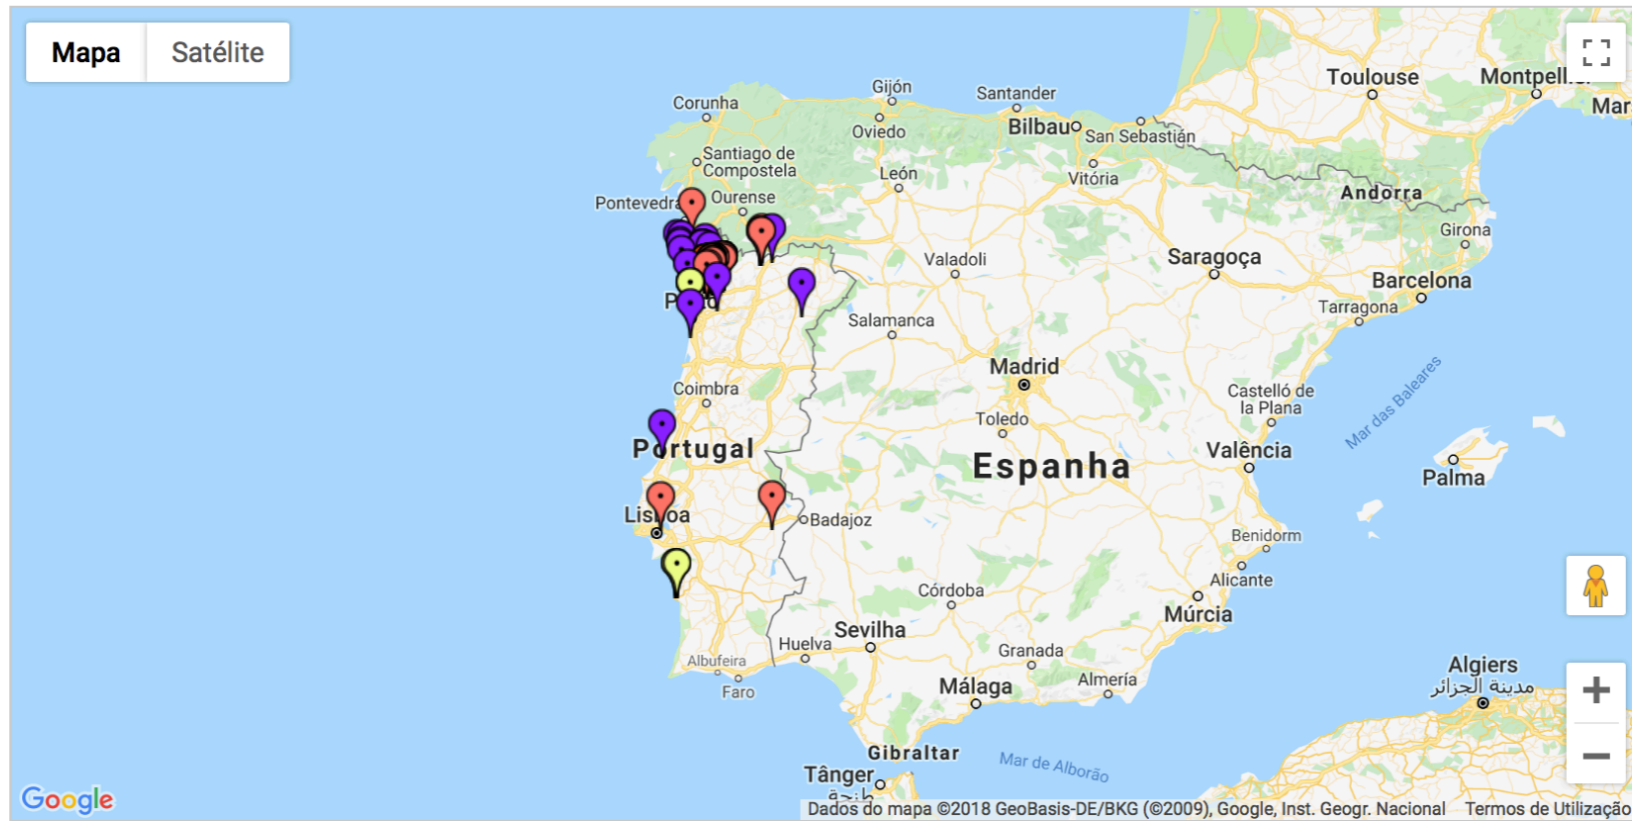 Mapa
Satélite
Toulouse
Montpell
Mar
Gijón
Santander
Corunha
Oviedo
Bilbau
San Sebastián
Santiago de
Compostela
León
Vitória
Andorra
Pontevedra
Ourense
Girona
Valadoli
Saragoça
Barcelona
Tarragona
Salamanca
Madrid
Coimbra
Castelló de
la Plana
Mar das Baleares
Toledo
Portugal
Espanha
Valência
Palma
Lisboa
Badajoz
Benidorm
Alicante
Córdoba
Múrcia
Sevilha
Huelva
Granada
Albufeira
Faro
Málaga
Almería
Algiers
مدينة الجزائر
Gibraltar
Mar de Alborão
Tânger
طنجة
Google
Dados do mapa ©2018 GeoBasis-DE/BKG (©2009), Google, Inst. Geogr. Nacional
Termos de Utilização